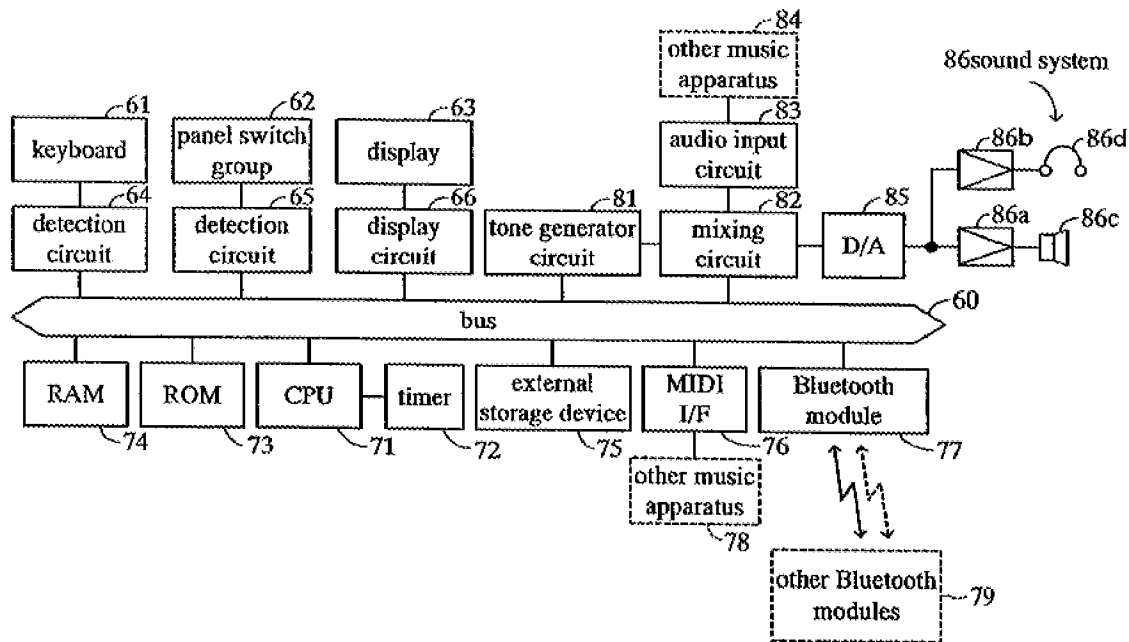 84
other music
apparatus
86sound system
61
62
63
83
86b
86d
keyboard
panel switch
group
display
audio input
circuit
64
65
66
81
82
85
86a
86c
detection
circuit
detection
circuit
display
circuit
tone generator
circuit
mixing
circuit
D/A
60
bus
RAM
ROM
CPU
timer
external
storage device
MIDI
I/F
Bluetooth
module
74
73
71
72
75
76
77
other music
apparatus
78
other Bluetooth
modules
79